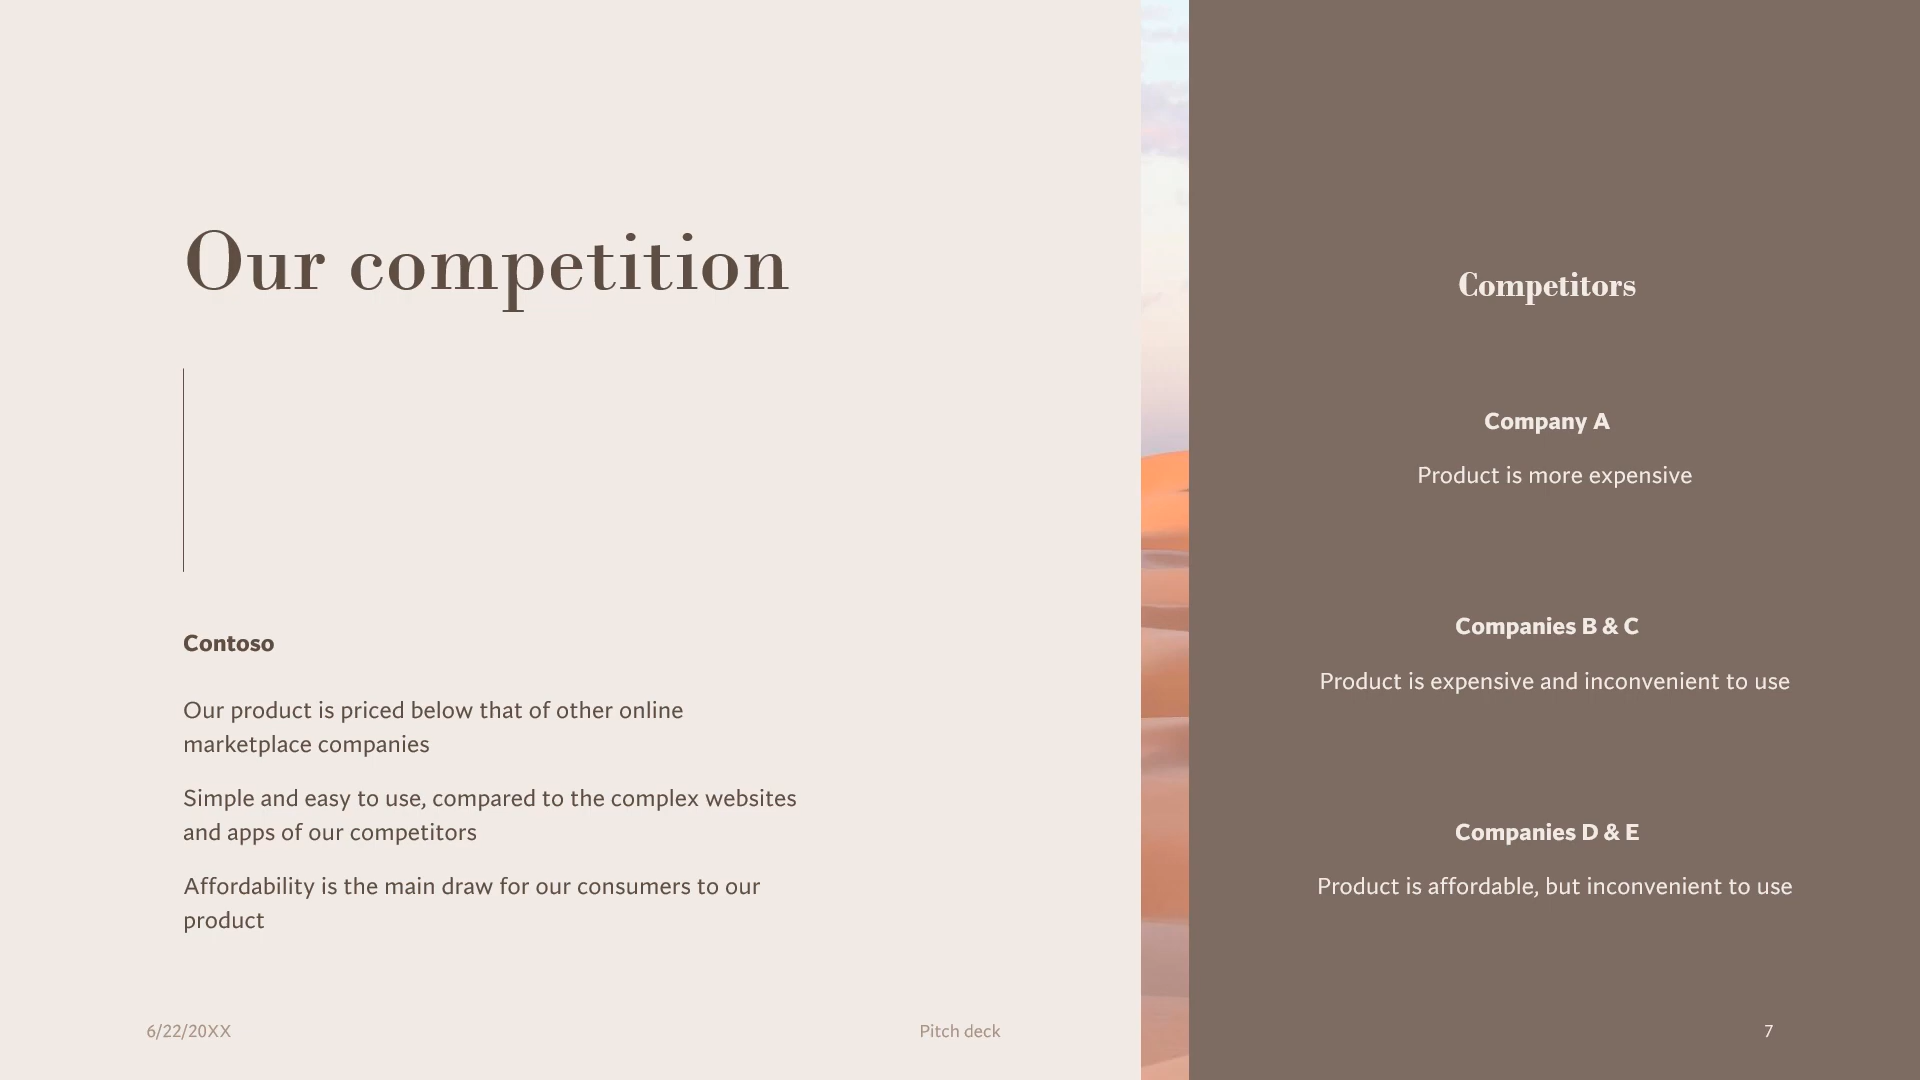 Our competition
Contoso
Our product is priced below that of other online
marketplace companies
Simple and easy to use, compared to the complex websites
and apps of our competitors
Affordability is the main draw for our consumers to our
product
Competitors
Company A
Product is more expensive
Companies B & C
Product is expensive and inconvenient to use
Companies D & E
Product is affordable, but inconvenient to use
6/22/20XX
Pitch deck
7